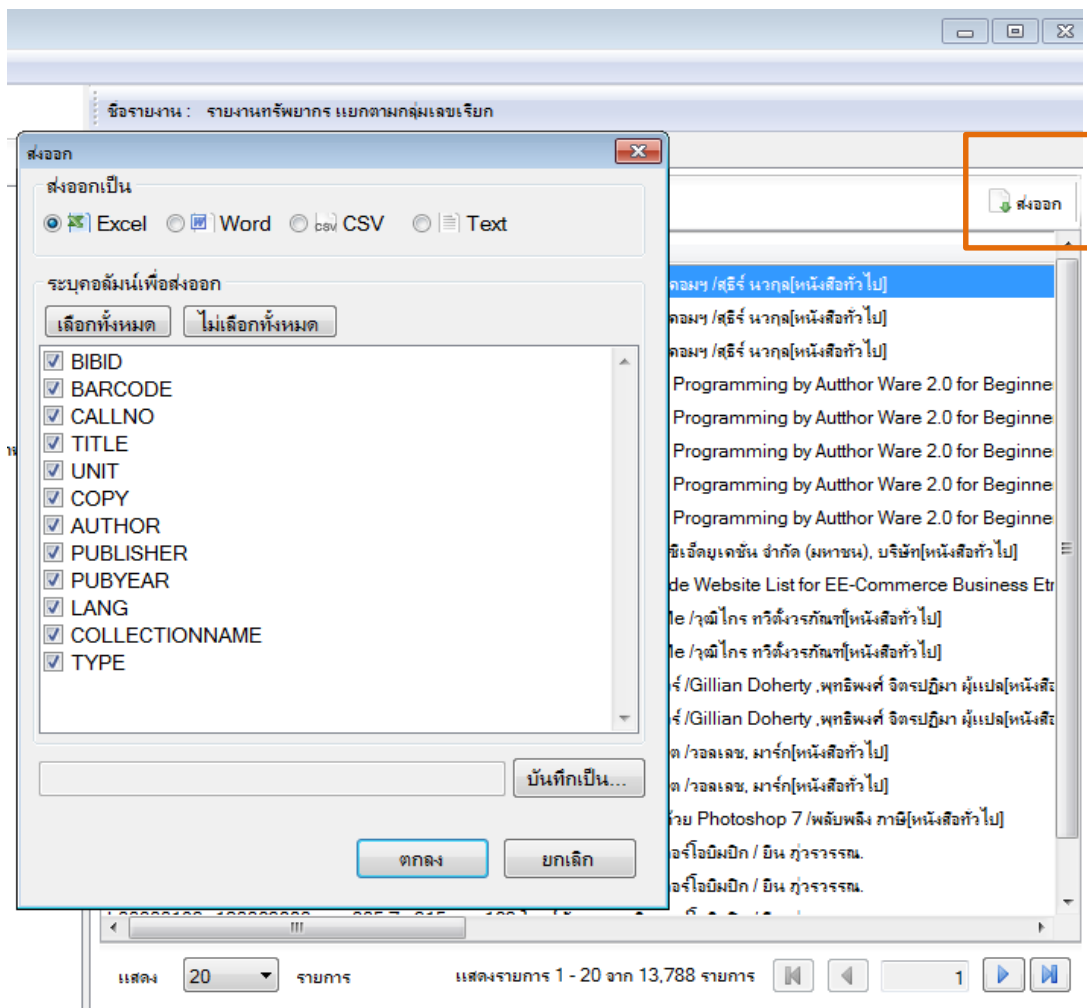 ชื่อรายงาน : รายงานทรัพยากร แยกตามกลุ่มเลขเรียก
ส่งออก
ส่งออกเป็น
Excel Word CSV Text
ระบุคอลัมน์เพื่อส่งออก
เลือกทั้งหมด ไม่เลือกทั้งหมด
BIBID
BARCODE
CALLNO
TITLE
UNIT
COPY
AUTHOR
PUBLISHER
PUBYEAR
LANG
COLLECTIONNAME
TYPE
บันทึกเป็น...
ตกลง ยกเลิก
ส่งออก
คอมฯ /สุธีร์ นวกุล[หนังสือทั่วไป]
คอมฯ /สุธีร์ นวกุล[หนังสือทั่วไป]
คอมฯ /สุธีร์ นวกุล[หนังสือทั่วไป]
Programming by Autthor Ware 2.0 for Beginne
Programming by Autthor Ware 2.0 for Beginne
Programming by Autthor Ware 2.0 for Beginne
Programming by Autthor Ware 2.0 for Beginne
Programming by Autthor Ware 2.0 for Beginne
ซีเอ็ดยูเคชั่น จำกัด (มหาชน), บริษัท[หนังสือทั่วไป]
de Website List for EE-Commerce Business Etr
/วุฒิไกร ทวีตั้งวรภัณฑ์[หนังสือทั่วไป]
/วุฒิไกร ทวีตั้งวรภัณฑ์[หนังสือทั่วไป]
ร์ /Gillian Doherty ,พุทธิพงศ์ จิตรปฏิมา ผู้แปล[หนังสือ
ร์ /Gillian Doherty ,พุทธิพงศ์ จิตรปฏิมา ผู้แปล[หนังสือ
ต /วอลเลซ, มาร์ก[หนังสือทั่วไป]
ต /วอลเลซ, มาร์ก[หนังสือทั่วไป]
ด้วย Photoshop 7 /พลับพลึง ภาษี[หนังสือทั่วไป]
อร์โอลิมปิก / ยืน ภู่วรวรรณ.
อร์โอลิมปิก / ยืน ภู่วรวรรณ.
แสดง 20 รายการ แสดงรายการ 1 - 20 จาก 13,788 รายการ 1